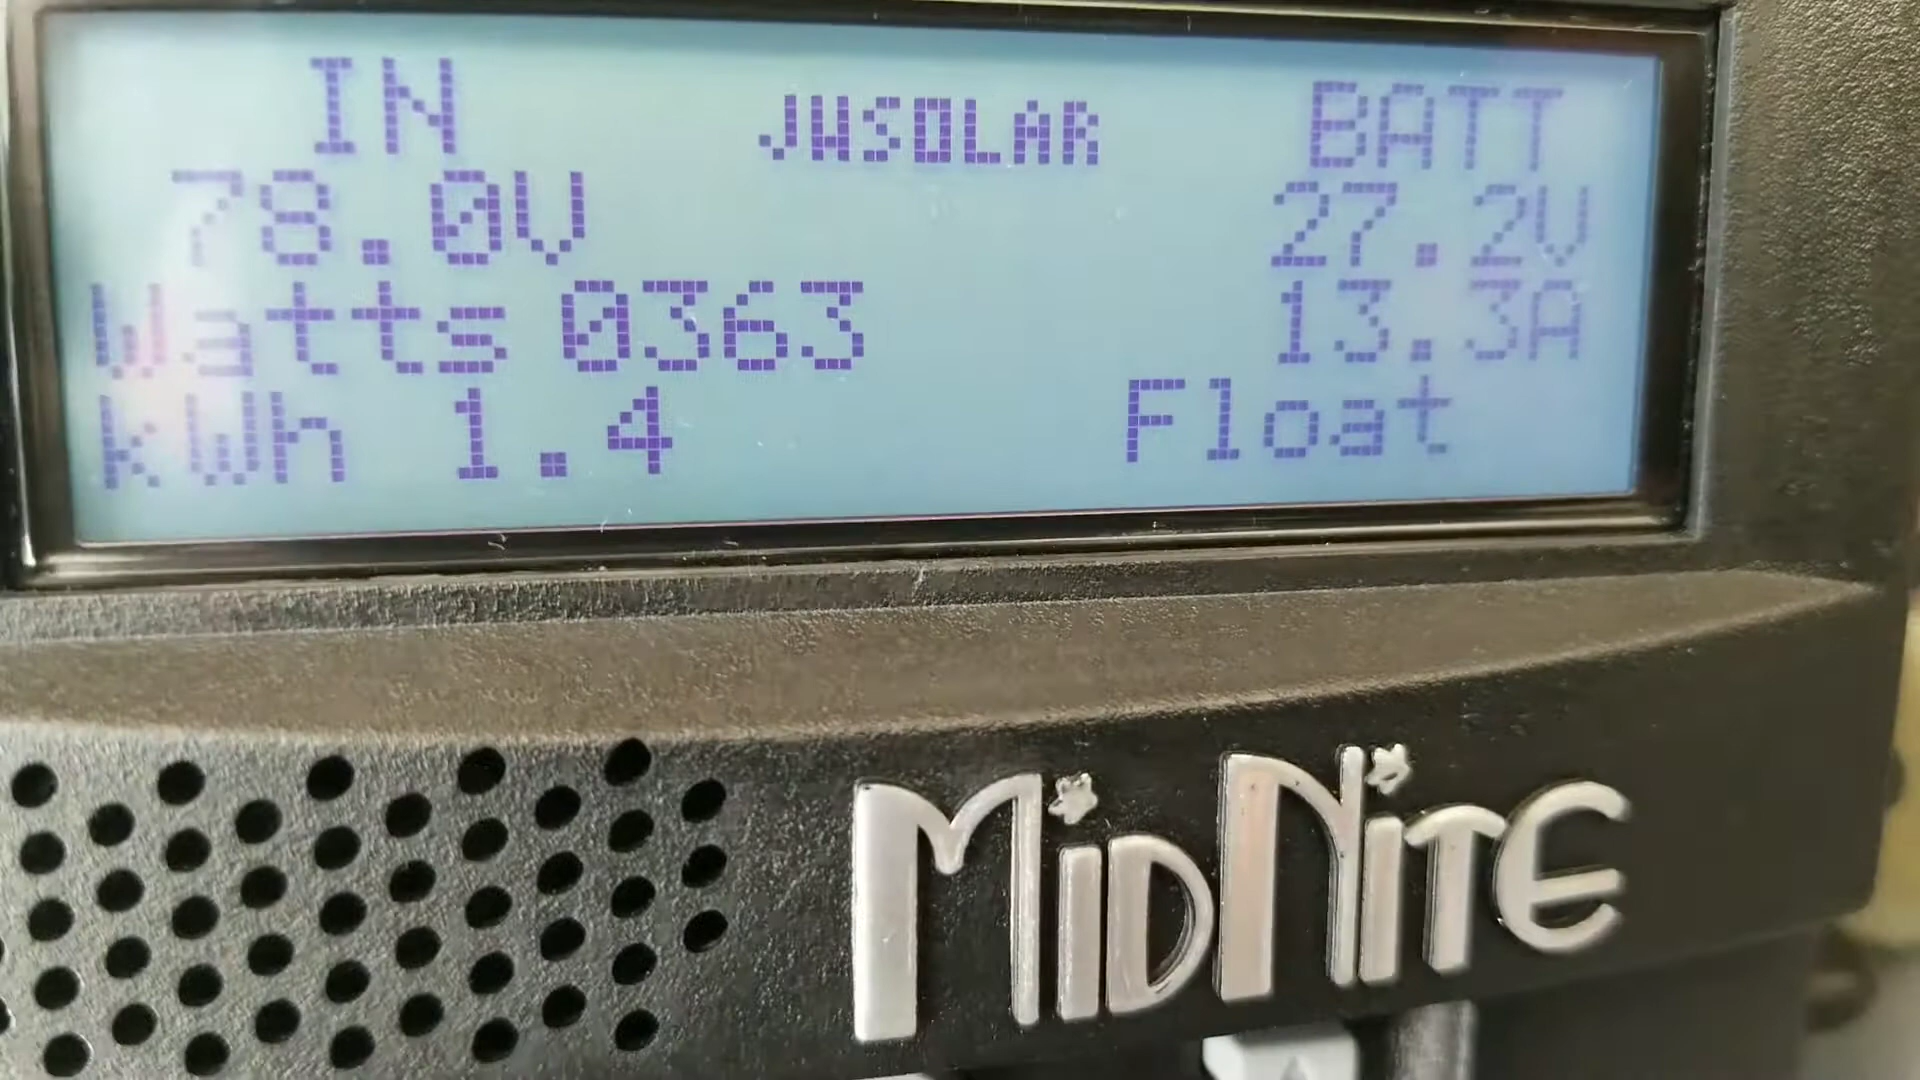 IN JWSOLAR BATT
78.0V 27.2V
Watts 0363 13.3A
kWh 1.4 Float
MIDNITE